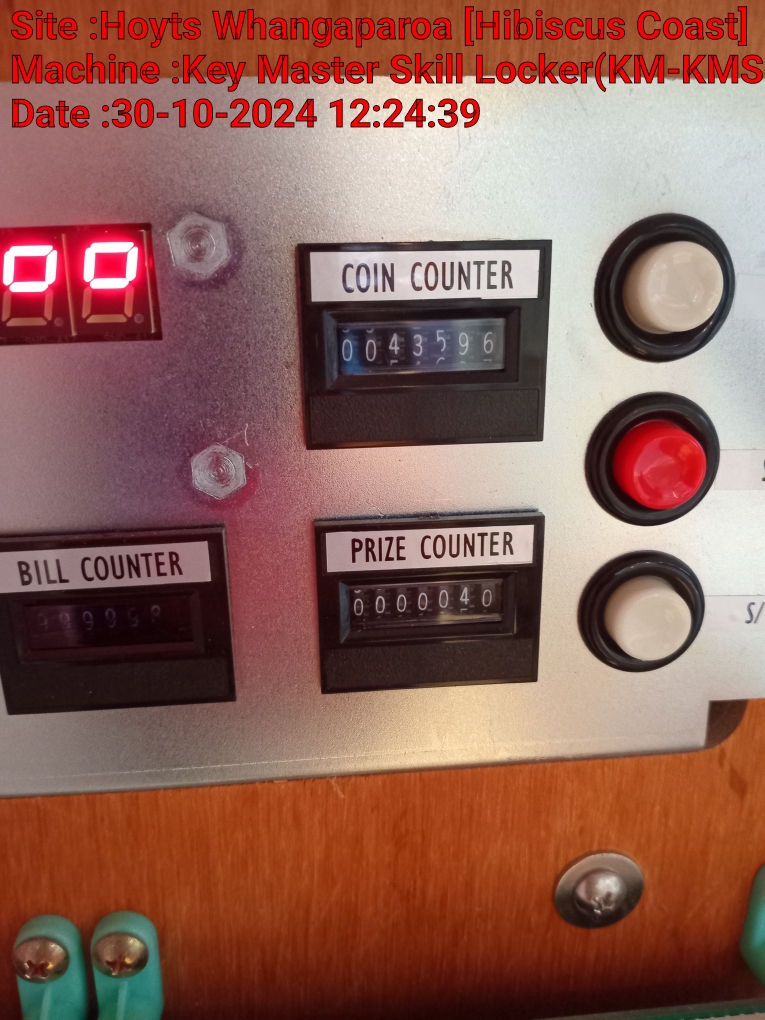 Site :Hoyts Whangaparoa [Hibiscus Coast]
Machine :Key Master Skill Locker(KM-KMS
Date :30-10-2024 12:24:39
COIN COUNTER
0043596
BILL COUNTER
PRIZE COUNTER
0000040
S/